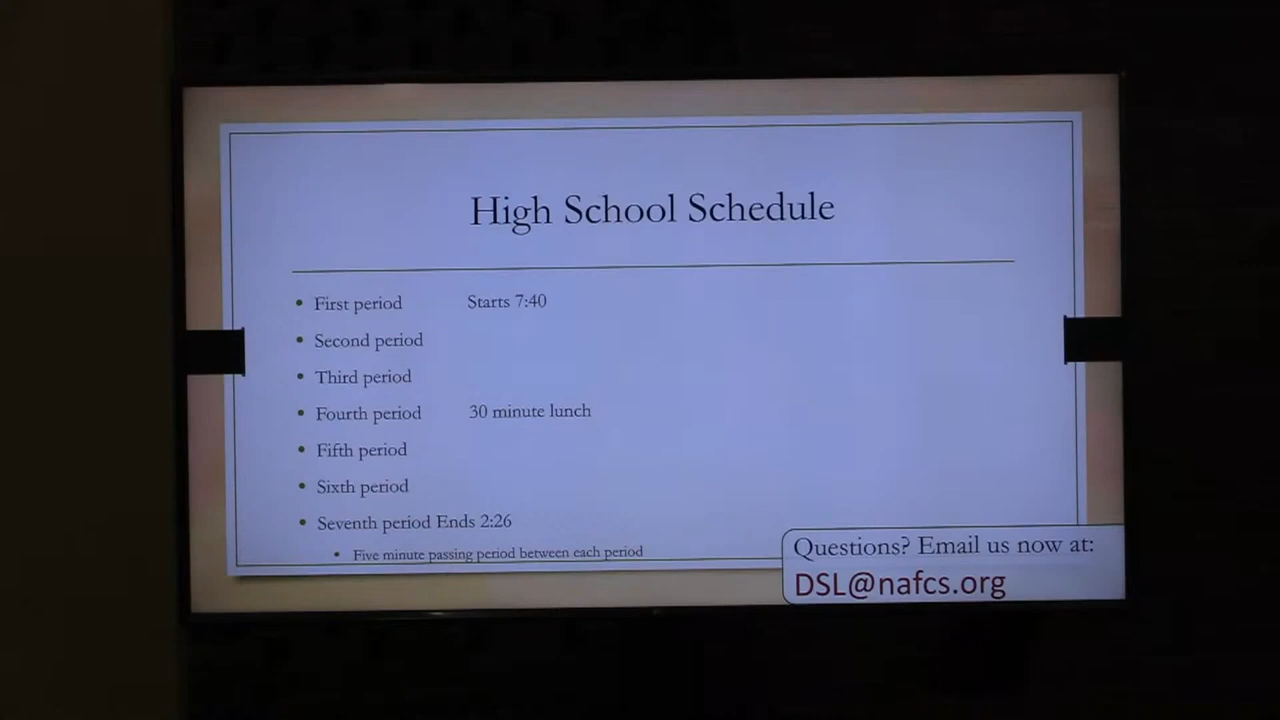 High School Schedule
• First period Starts 7:40
• Second period
• Third period
• Fourth period 30 minute lunch
• Fifth period
• Sixth period
• Seventh period Ends 2:26
• Five minute passing period between each period
Questions? Email us now at:
DSL@nafcs.org